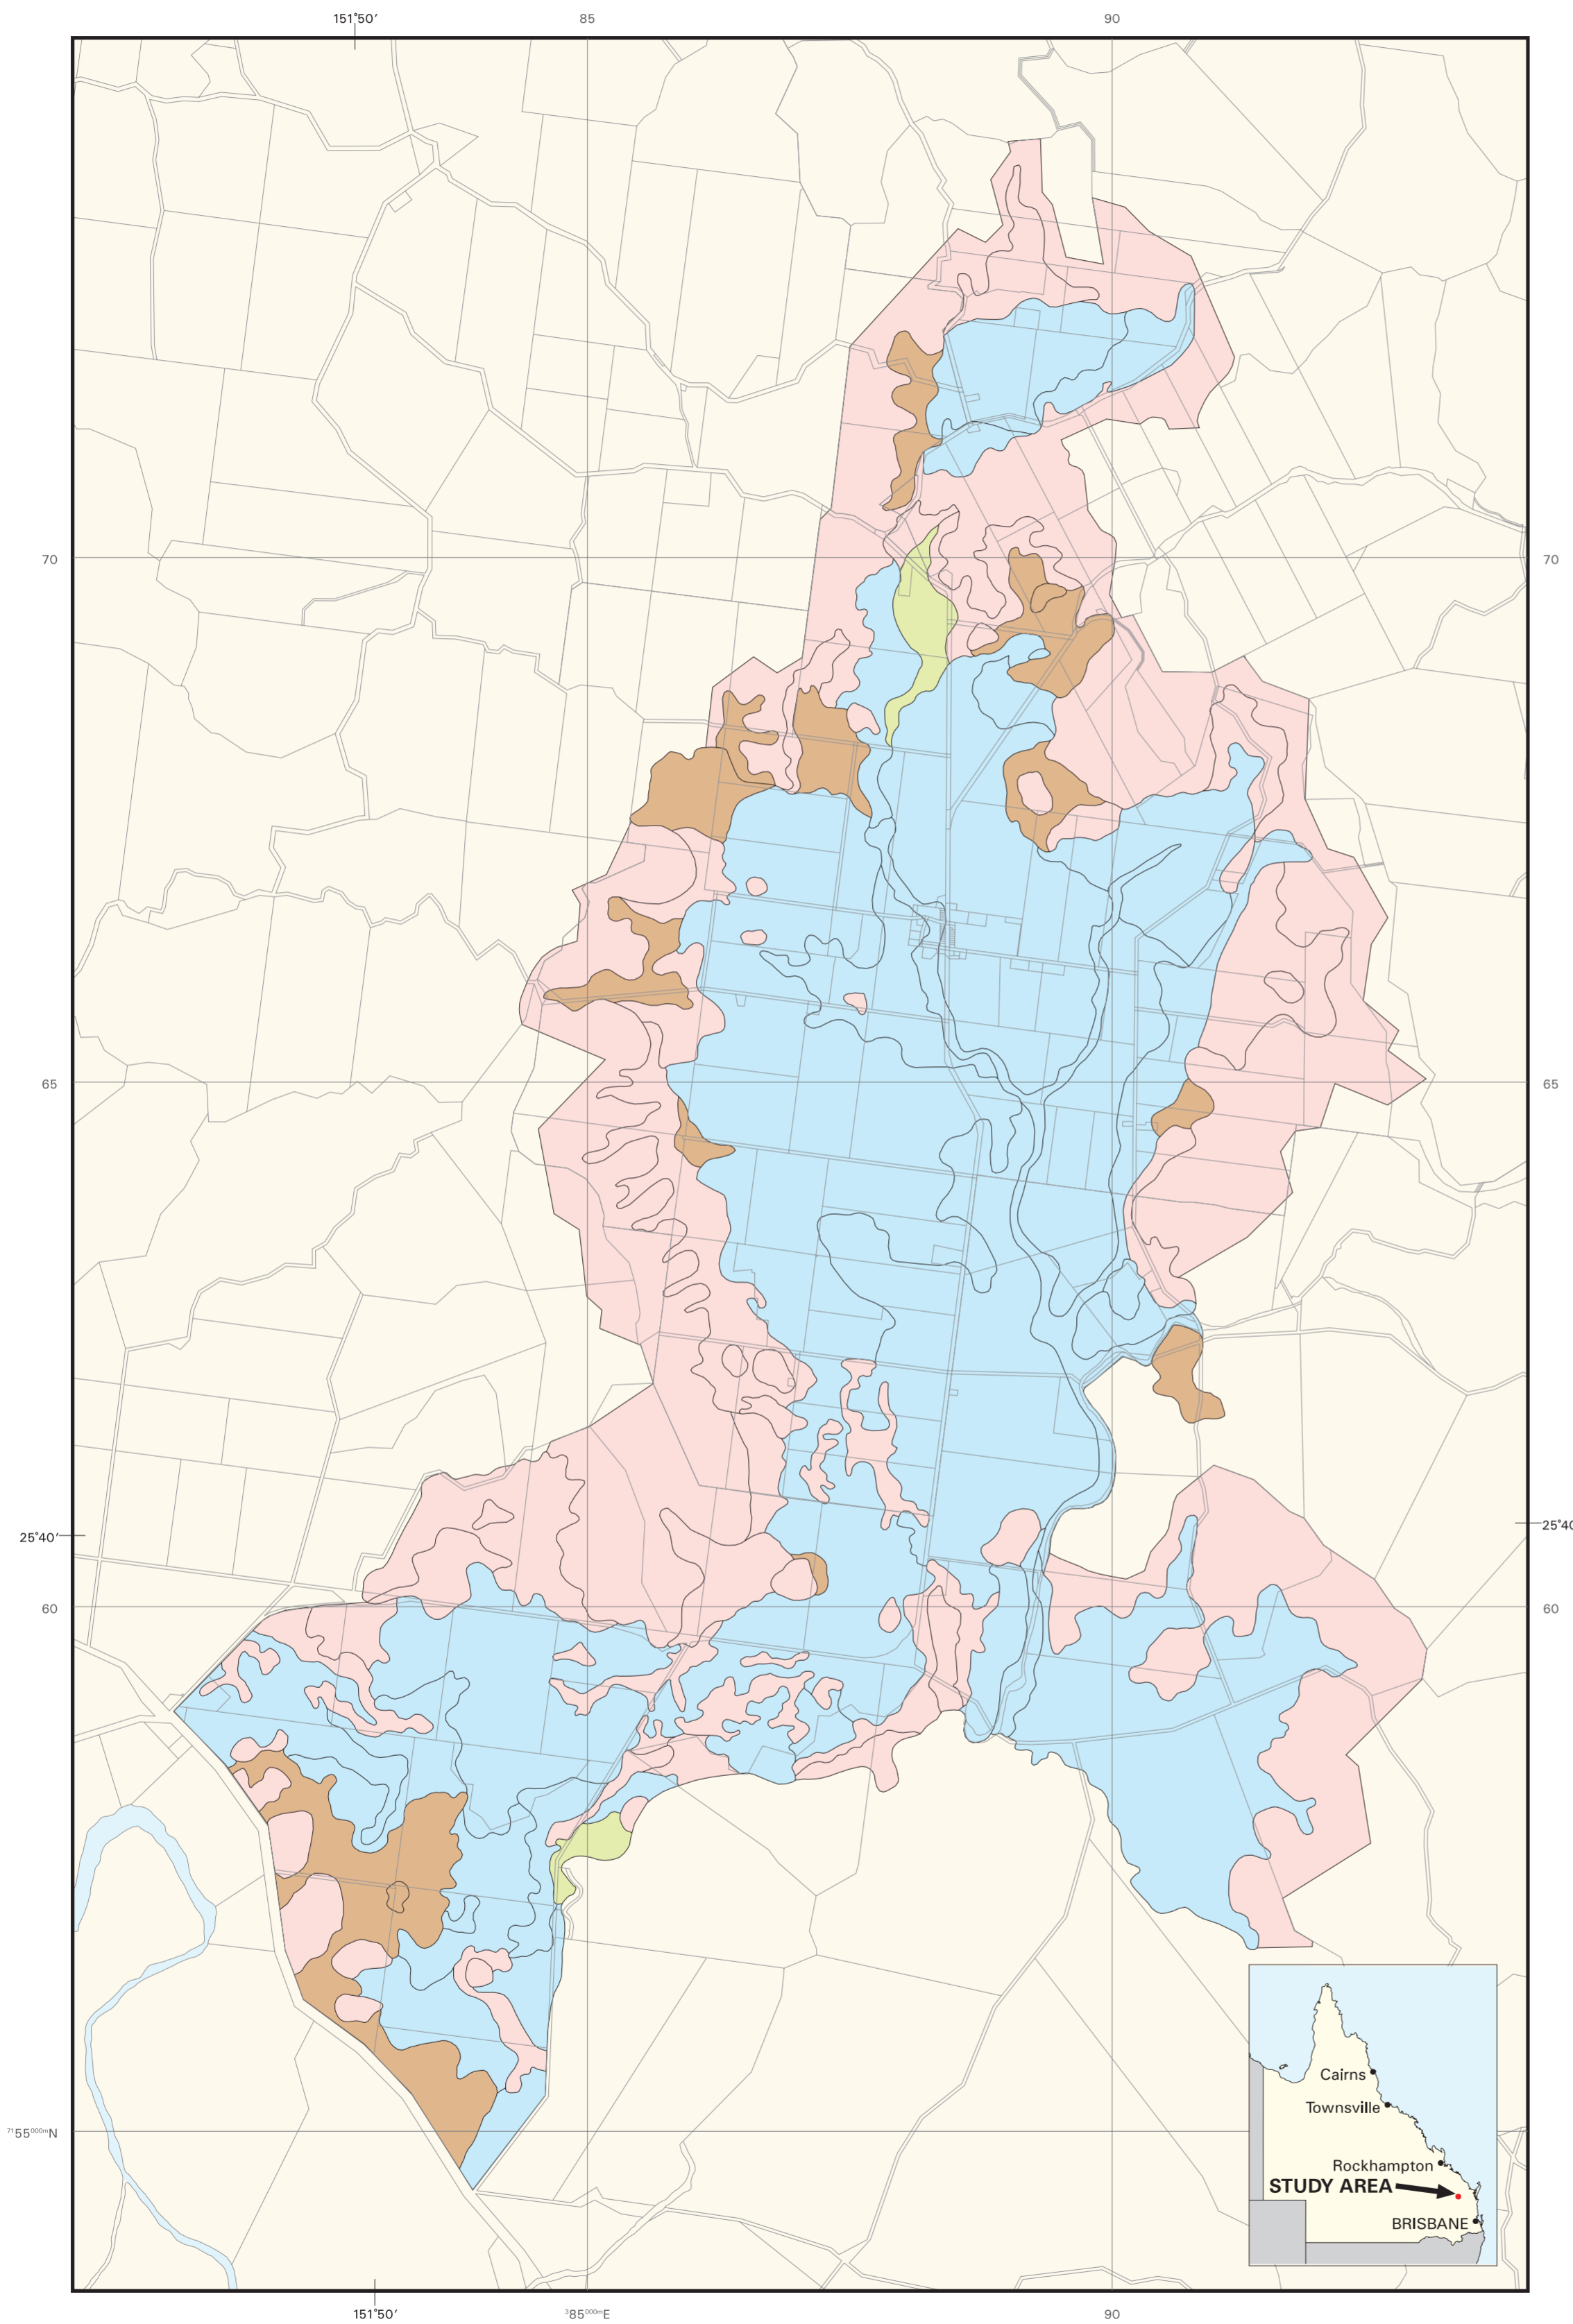 151°50′ 85 90
70 70
65 65
25°40′ 25°40
60 60
⁷¹55⁰⁰⁰ᵐN
Cairns
Townsville
Rockhampton
STUDY AREA
BRISBANE
151°50′ ³85⁰⁰⁰ᵐE 90